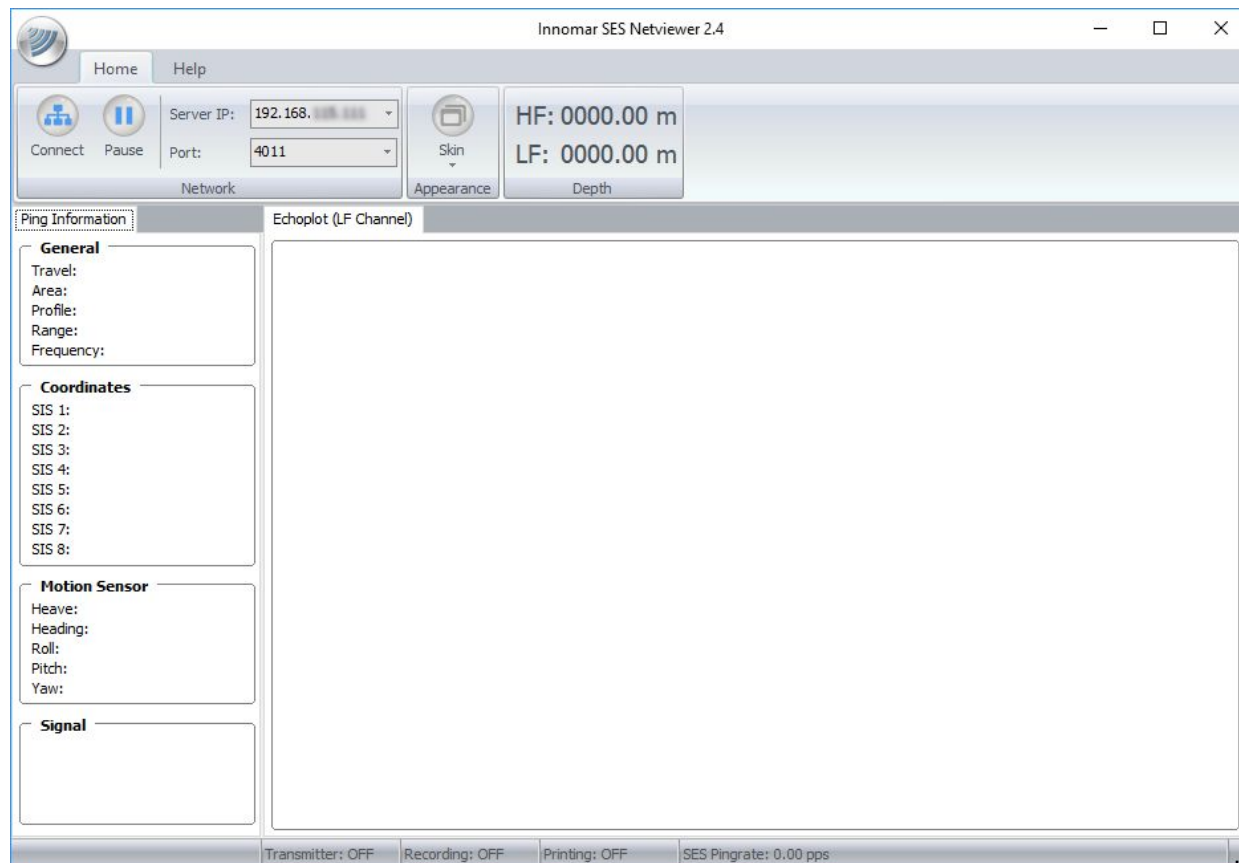 Innomar SES Netviewer 2.4
Home Help
Connect Pause Server IP: 192.168.
Port: 4011
Skin
HF: 0000.00 m
LF: 0000.00 m
Network Appearance Depth
Ping Information Echoplot (LF Channel)
General
Travel:
Area:
Profile:
Range:
Frequency:
Coordinates
SIS 1:
SIS 2:
SIS 3:
SIS 4:
SIS 5:
SIS 6:
SIS 7:
SIS 8:
Motion Sensor
Heave:
Heading:
Roll:
Pitch:
Yaw:
Signal
Transmitter: OFF Recording: OFF Printing: OFF SES Pingrate: 0.00 pps